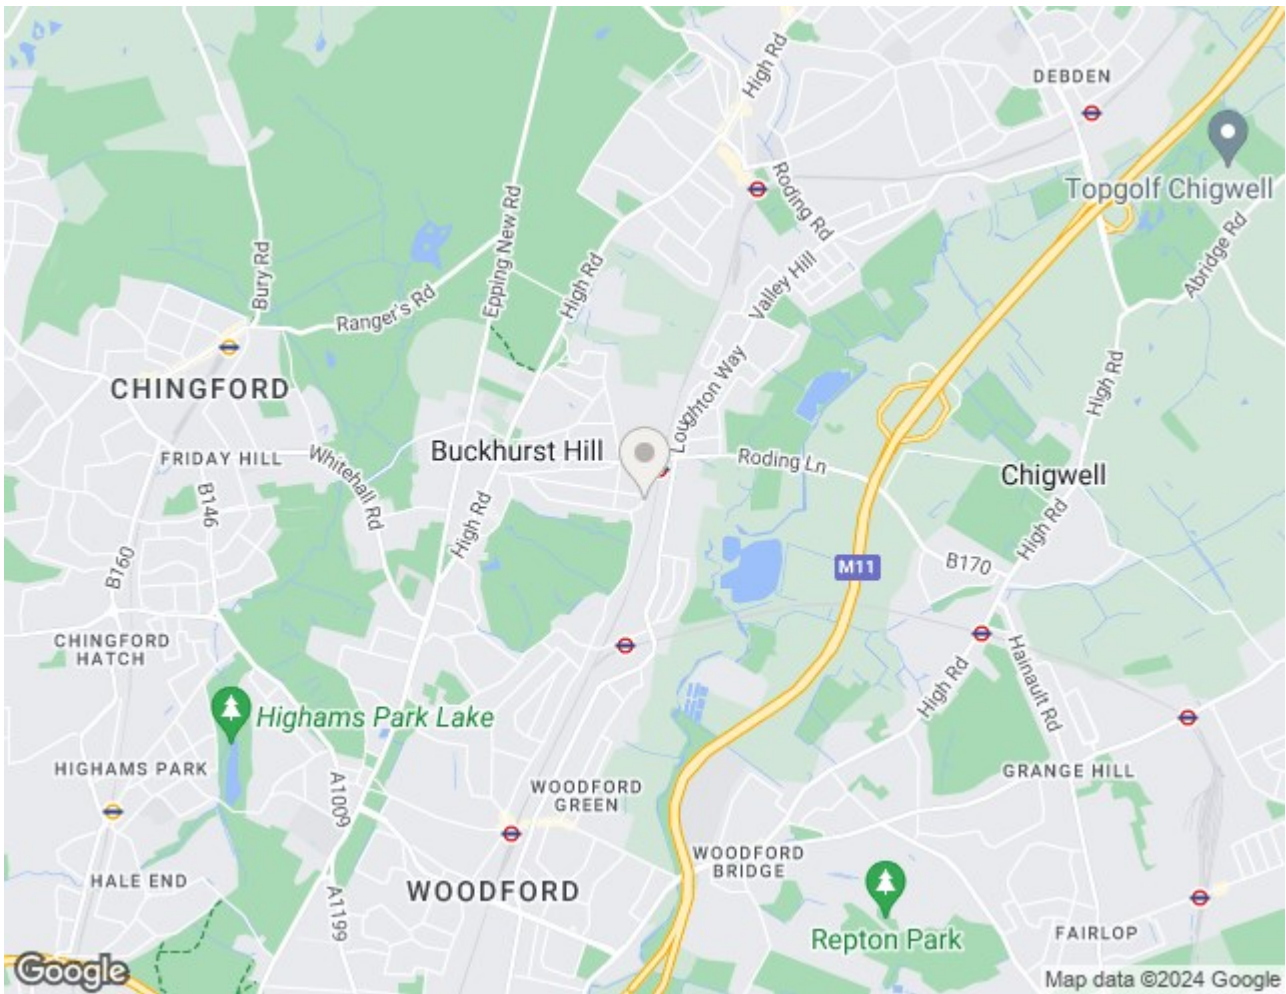 High Rd
DEBDEN
Topgolf Chigwell
Roding Rd
Abridge Rd
Epping New Rd
Bury Rd
Ranger's Rd
High Rd
Valley Hill
CHINGFORD
Loughton Way
High Rd
Buckhurst Hill
FRIDAY HILL
Whitehall Rd
B146
Roding Ln
Chigwell
High Rd
High Rd
B160
M11
B170
CHINGFORD
HATCH
Hainault Rd
High Rd
Highams Park Lake
HIGHAMS PARK
A1009
WOODFORD
GREEN
GRANGE HILL
HALE END
WOODFORD
WOODFORD
BRIDGE
A1199
Repton Park
FAIRLOP
Google
Map data ©2024 Google